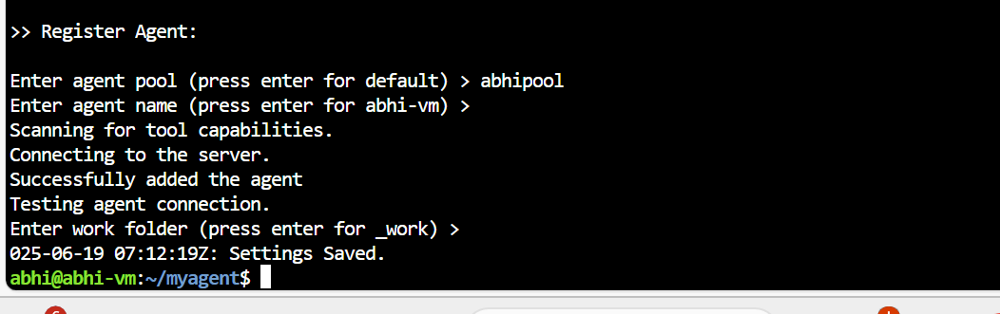 >> Register Agent:
Enter agent pool (press enter for default) > abhipool
Enter agent name (press enter for abhi-vm) >
Scanning for tool capabilities.
Connecting to the server.
Successfully added the agent
Testing agent connection.
Enter work folder (press enter for _work) >
025-06-19 07:12:19Z: Settings Saved.
abhi@abhi-vm:~/myagent$